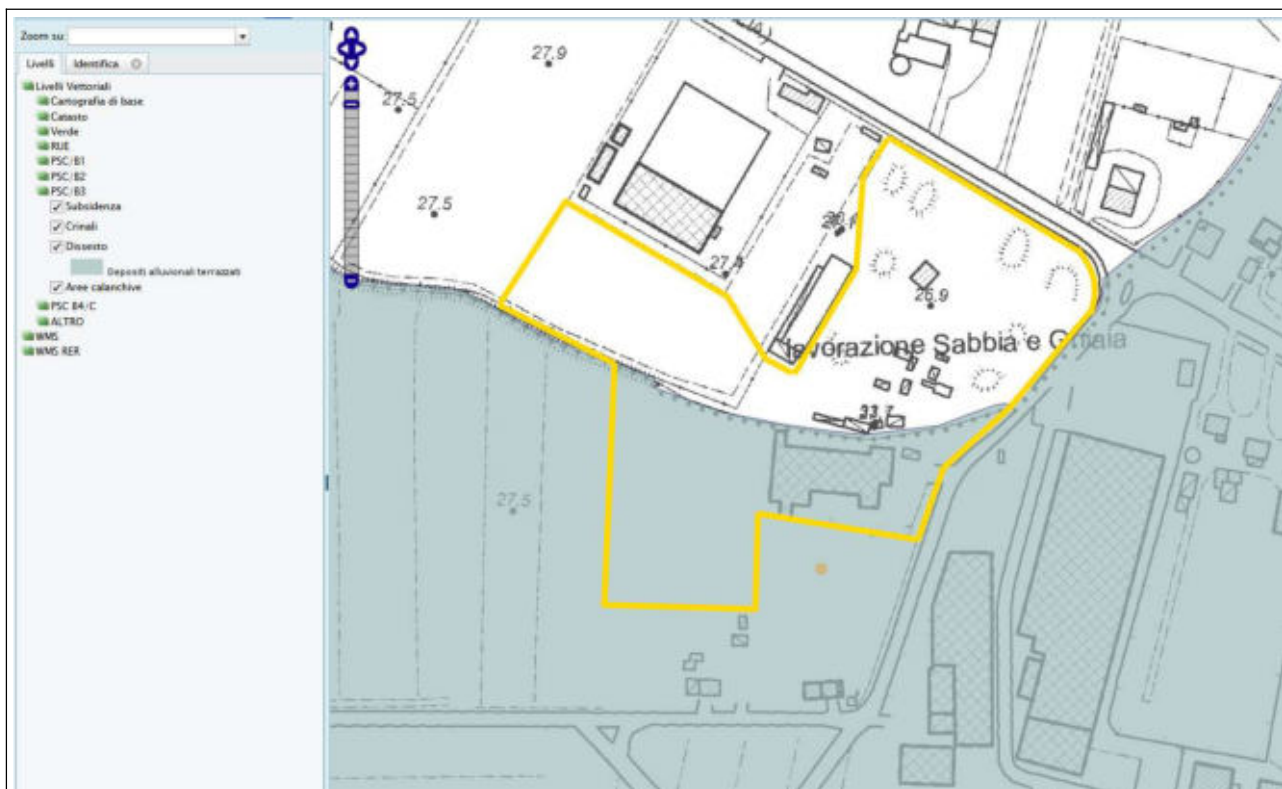 Zoom su:
Livelli Identifica
Livelli Vettoriali
Cartografia di base
Catasto
Verde
RUE
PSC/B1
PSC/B2
PSC/B3
Subsidenza
Crinali
Dissesto
Depositi alluvionali terrazzati
Aree calanchive
PSC B4/C
ALTRO
WMS
WMS RER
27.9
27.5
27.5
27.4
26.9
lavorazione Sabbia e Ghiaia
33.7
27.5